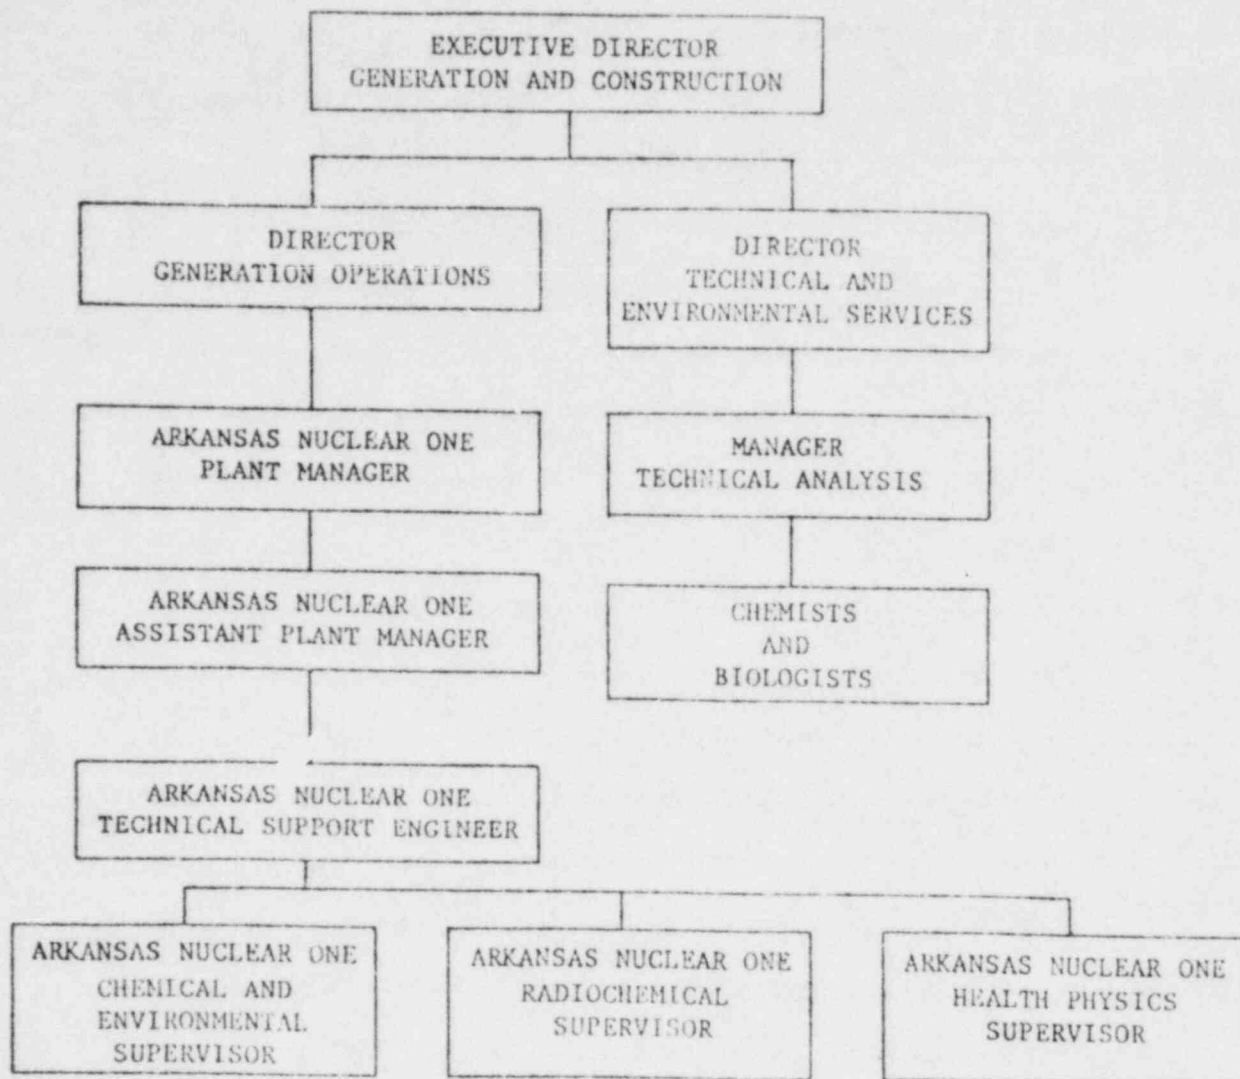 EXECUTIVE DIRECTOR
GENERATION AND CONSTRUCTION
DIRECTOR
GENERATION OPERATIONS
DIRECTOR
TECHNICAL AND
ENVIRONMENTAL SERVICES
ARKANSAS NUCLEAR ONE
PLANT MANAGER
MANAGER
TECHNICAL ANALYSIS
ARKANSAS NUCLEAR ONE
ASSISTANT PLANT MANAGER
CHEMISTS
AND
BIOLOGISTS
ARKANSAS NUCLEAR ONE
TECHNICAL SUPPORT ENGINEER
ARKANSAS NUCLEAR ONE
CHEMICAL AND
ENVIRONMENTAL
SUPERVISOR
ARKANSAS NUCLEAR ONE
RADIOCHEMICAL
SUPERVISOR
ARKANSAS NUCLEAR ONE
HEALTH PHYSICS
SUPERVISOR